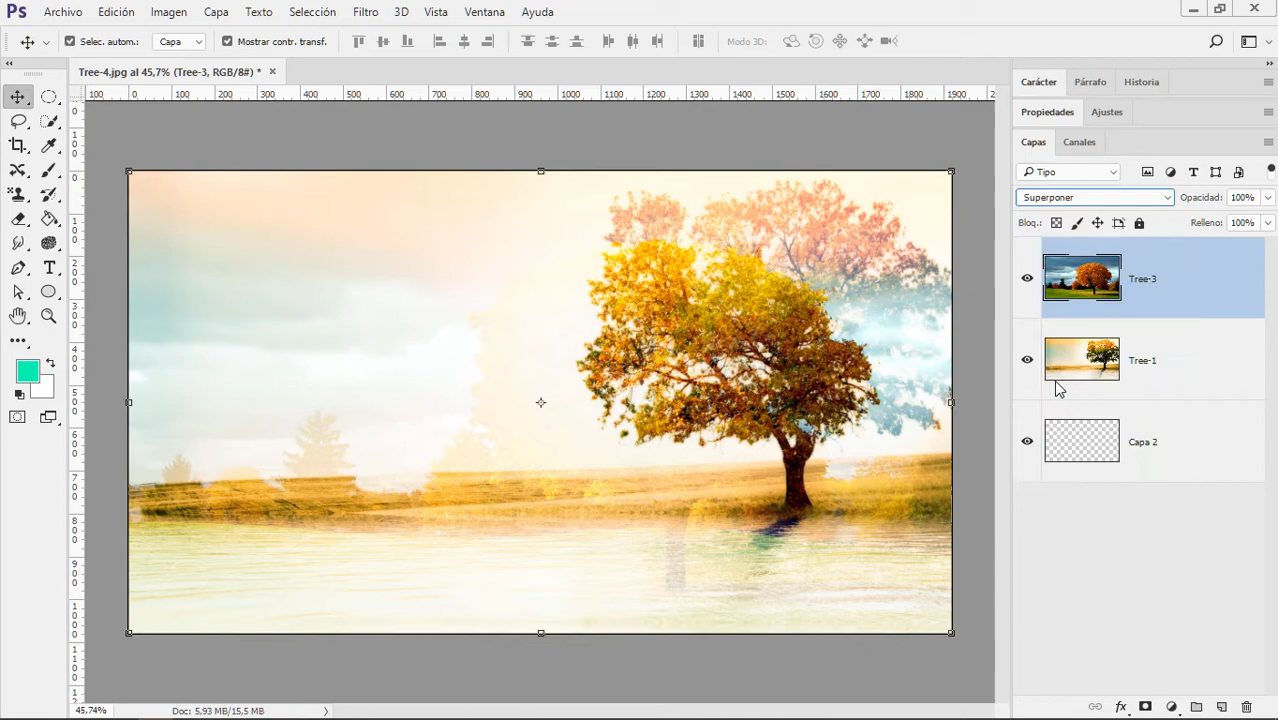 Ps Archivo Edición Imagen Capa Texto Selección Filtro 3D Vista Ventana Ayuda
Selec. autom.: Capa Mostrar contr. transf. Modo 3D:
Tree-4.jpg al 45,7% (Tree-3, RGB/8#) * ×
100 0 100 200 300 400 500 600 700 800 900 1000 1100 1200 1300 1400 1500 1600 1700 1800 1900
Carácter Párrafo Historia
Propiedades Ajustes
Capas Canales
Tipo
Superponer Opacidad: 100%
Bloq.: Relleno: 100%
Tree-3
Tree-1
Capa 2
45,74% Doc: 5,93 MB/15,5 MB
fx